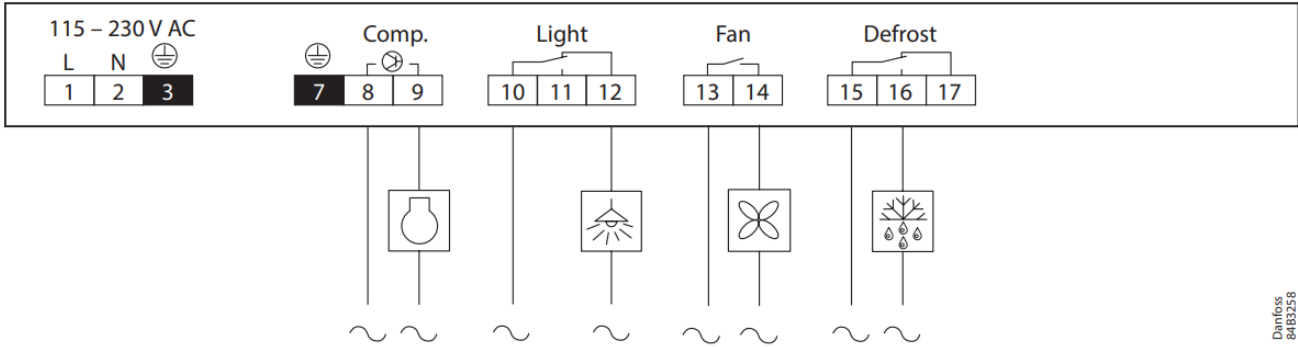 115 – 230 V AC
Comp.
Light
Fan
Defrost
L N
1 2 3
7 8 9
10 11 12
13 14
15 16 17
Danfoss
84B3258